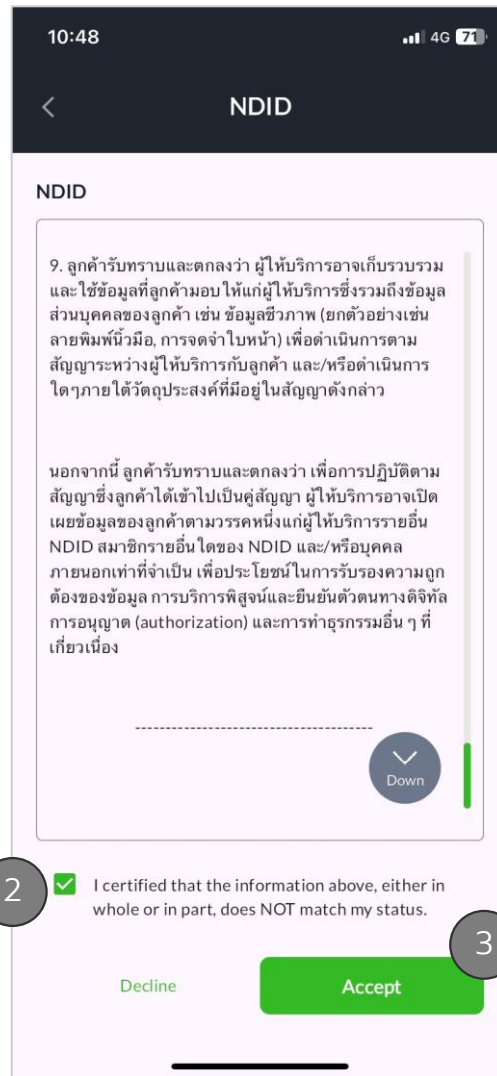 10:48
4G 71
NDID
NDID
9. ลูกค้ารับทราบและตกลงว่า ผู้ให้บริการอาจเก็บรวบรวม
และใช้ข้อมูลที่ลูกค้ามอบให้แก่ผู้ให้บริการซึ่งรวมถึงข้อมูล
ส่วนบุคคลของลูกค้า เช่น ข้อมูลชีวภาพ (ยกตัวอย่างเช่น
ลายพิมพ์นิ้วมือ, การจดจำใบหน้า) เพื่อดำเนินการตาม
สัญญาระหว่างผู้ให้บริการกับลูกค้า และ/หรือดำเนินการ
ใดๆภายใต้วัตถุประสงค์ที่มีอยู่ในสัญญาดังกล่าว
นอกจากนี้ ลูกค้ารับทราบและตกลงว่า เพื่อการปฏิบัติตาม
สัญญาซึ่งลูกค้าได้เข้าไปเป็นคู่สัญญา ผู้ให้บริการอาจเปิด
เผยข้อมูลของลูกค้าตามวรรคหนึ่งแก่ผู้ให้บริการรายอื่น
NDID สมาชิกรายอื่นใดของ NDID และ/หรือบุคคล
ภายนอกเท่าที่จำเป็น เพื่อประโยชน์ในการรับรองความถูก
ต้องของข้อมูล การบริการพิสูจน์และยืนยันตัวตนทางดิจิทัล
การอนุญาต (authorization) และการทำธุรกรรมอื่น ๆ ที่
เกี่ยวเนื่อง
--------------------------------------
Down
2
I certified that the information above, either in
whole or in part, does NOT match my status.
3
Decline
Accept